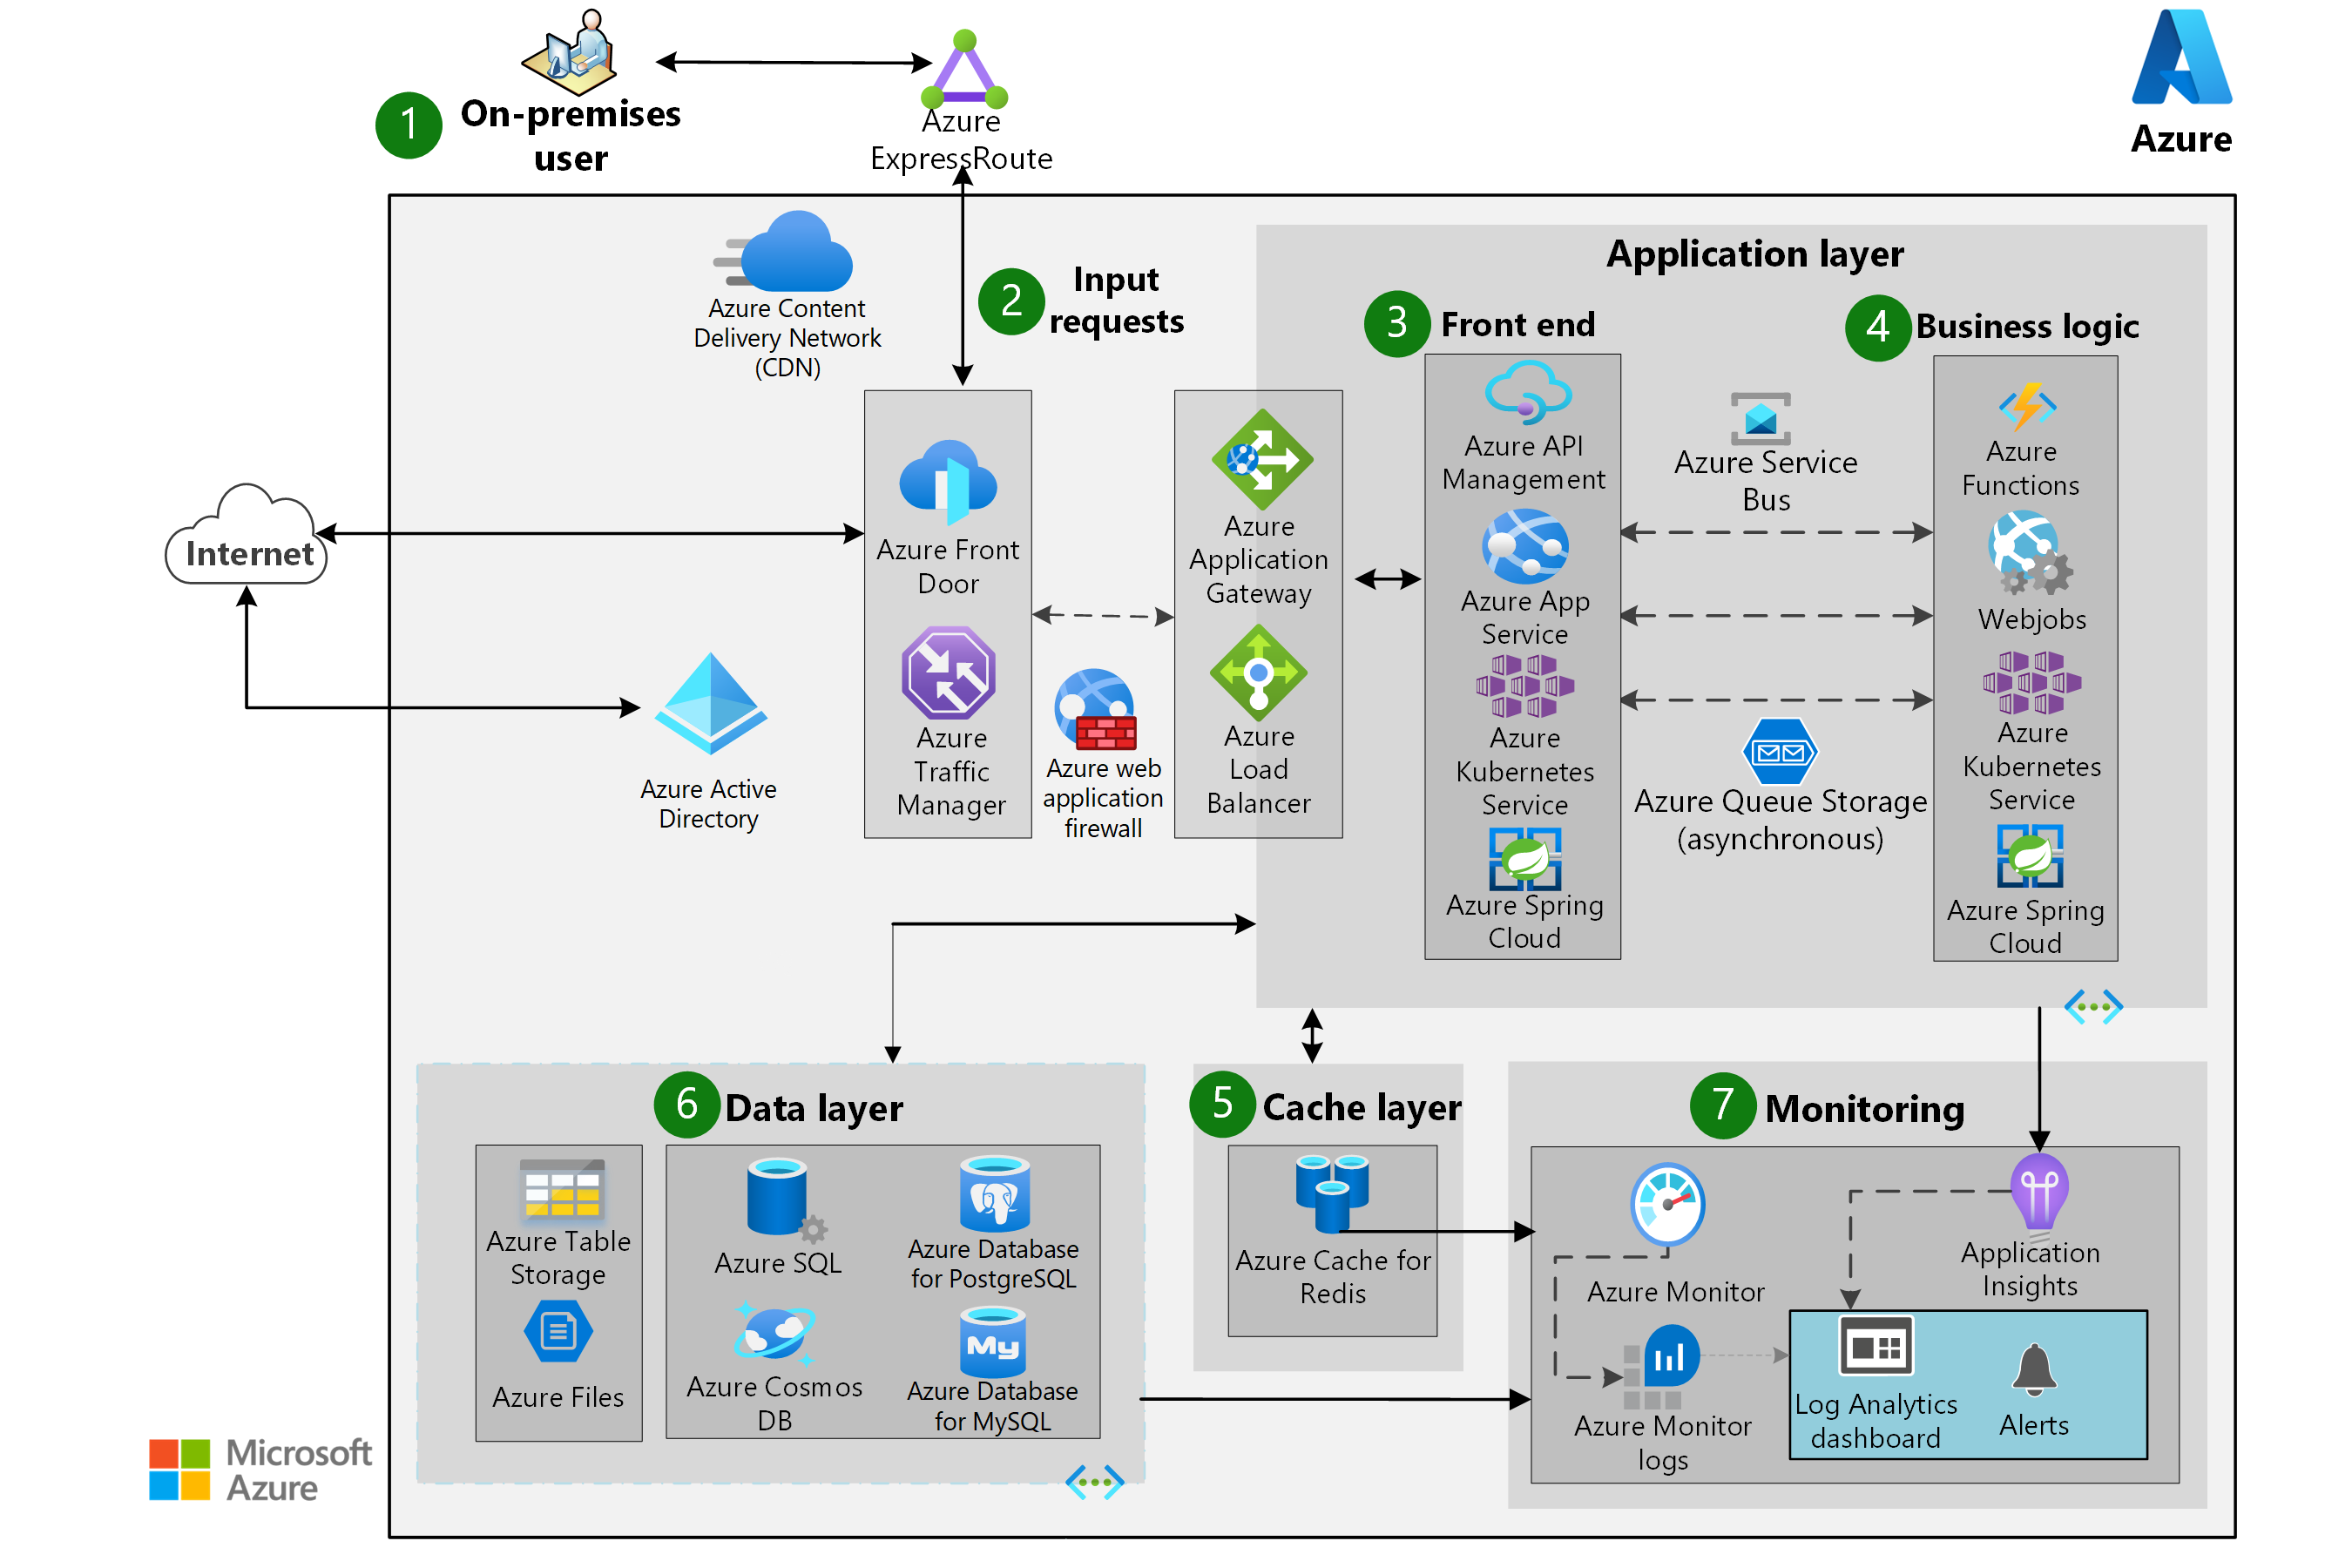 1
On-premises
user
Azure
ExpressRoute
Azure
Azure Content
Delivery Network
(CDN)
2
Input
requests
Application layer
3
Front end
4
Business logic
Internet
Azure Front
Door
Azure
Traffic
Manager
Azure
Application
Gateway
Azure
Load
Balancer
Azure web
application
firewall
Azure Active
Directory
Azure API
Management
Azure App
Service
Azure
Kubernetes
Service
Azure Spring
Cloud
Azure Service
Bus
Azure Queue Storage
(asynchronous)
Azure
Functions
Webjobs
Azure
Kubernetes
Service
Azure Spring
Cloud
6
Data layer
Azure Table
Storage
Azure Files
Azure SQL
Azure Cosmos
DB
Azure Database
for PostgreSQL
My
Azure Database
for MySQL
5
Cache layer
Azure Cache for
Redis
7
Monitoring
Azure Monitor
Application
Insights
Azure Monitor
logs
Log Analytics
dashboard
Alerts
Microsoft
Azure